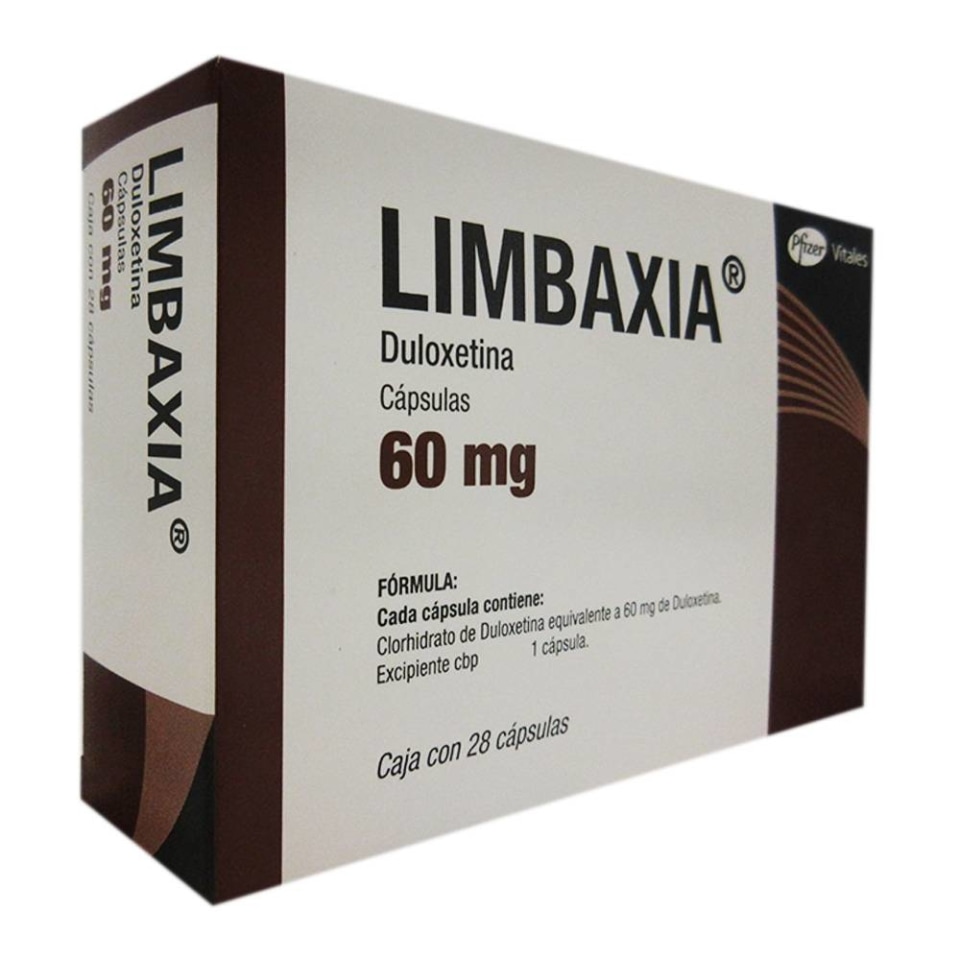 LIMBAXIA®
Duloxetina
Cápsulas
60 mg
Caja con 28 cápsulas
LIMBAXIA®
Duloxetina
Cápsulas
60 mg
FÓRMULA:
Cada cápsula contiene:
Clorhidrato de Duloxetina equivalente a 60 mg de Duloxetina.
Excipiente cbp 1 cápsula.
Caja con 28 cápsulas
Pfizer Vitales